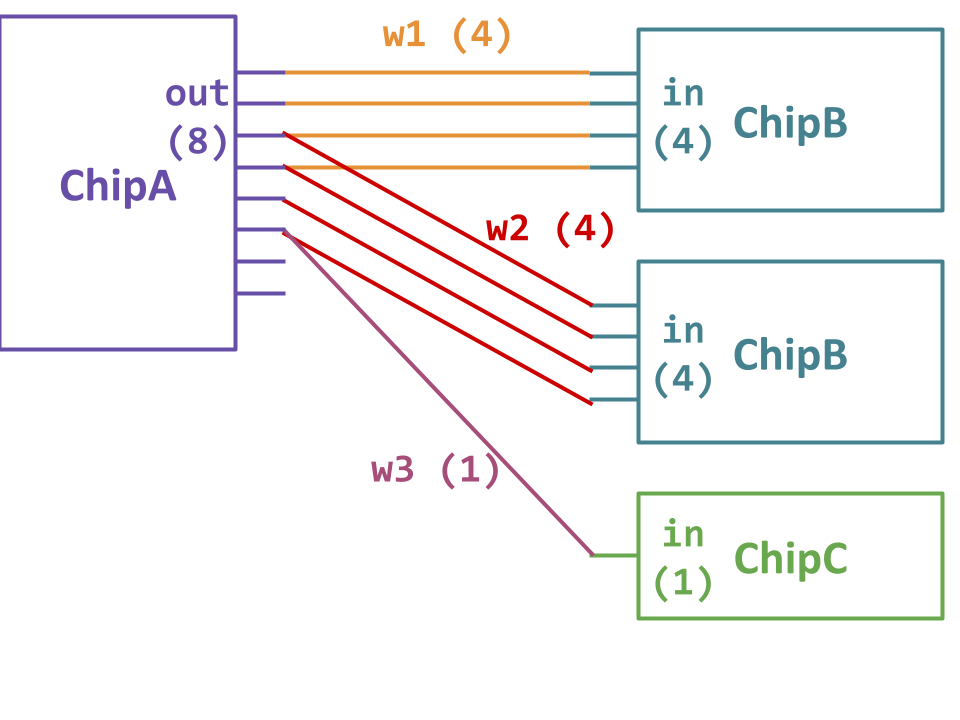 ChipA
out
(8)
w1 (4)
in
(4)
ChipB
w2 (4)
in
(4)
ChipB
w3 (1)
in
(1)
ChipC